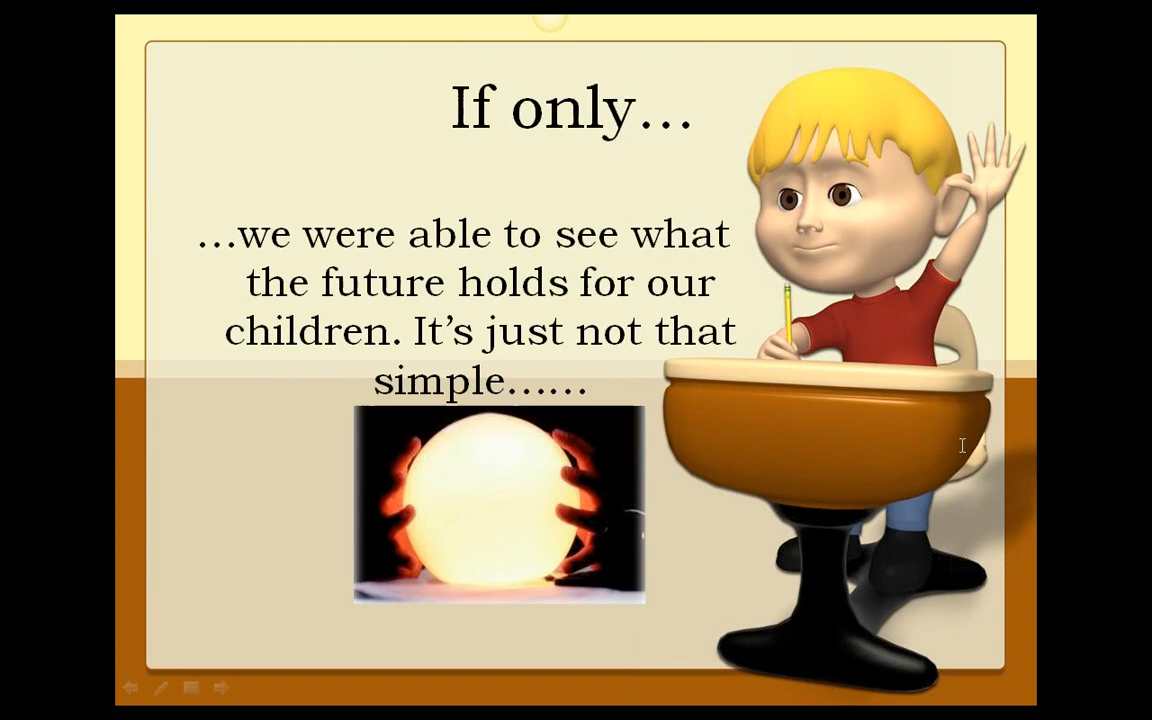 If only...
...we were able to see what
the future holds for our
children. It’s just not that
simple......